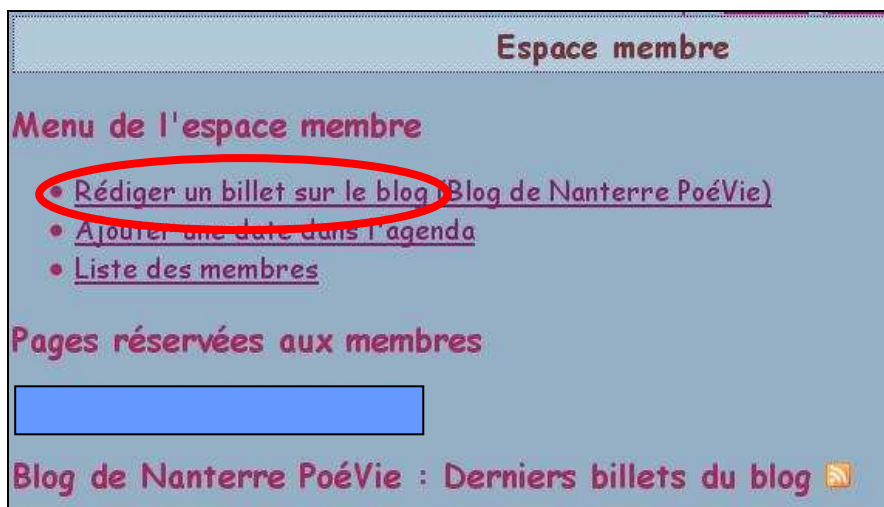 Espace membre
Menu de l'espace membre
Rédiger un billet sur le blog (Blog de Nanterre PoéVie)
Ajouter une date dans l'agenda
Liste des membres
Pages réservées aux membres
Blog de Nanterre PoéVie : Derniers billets du blog